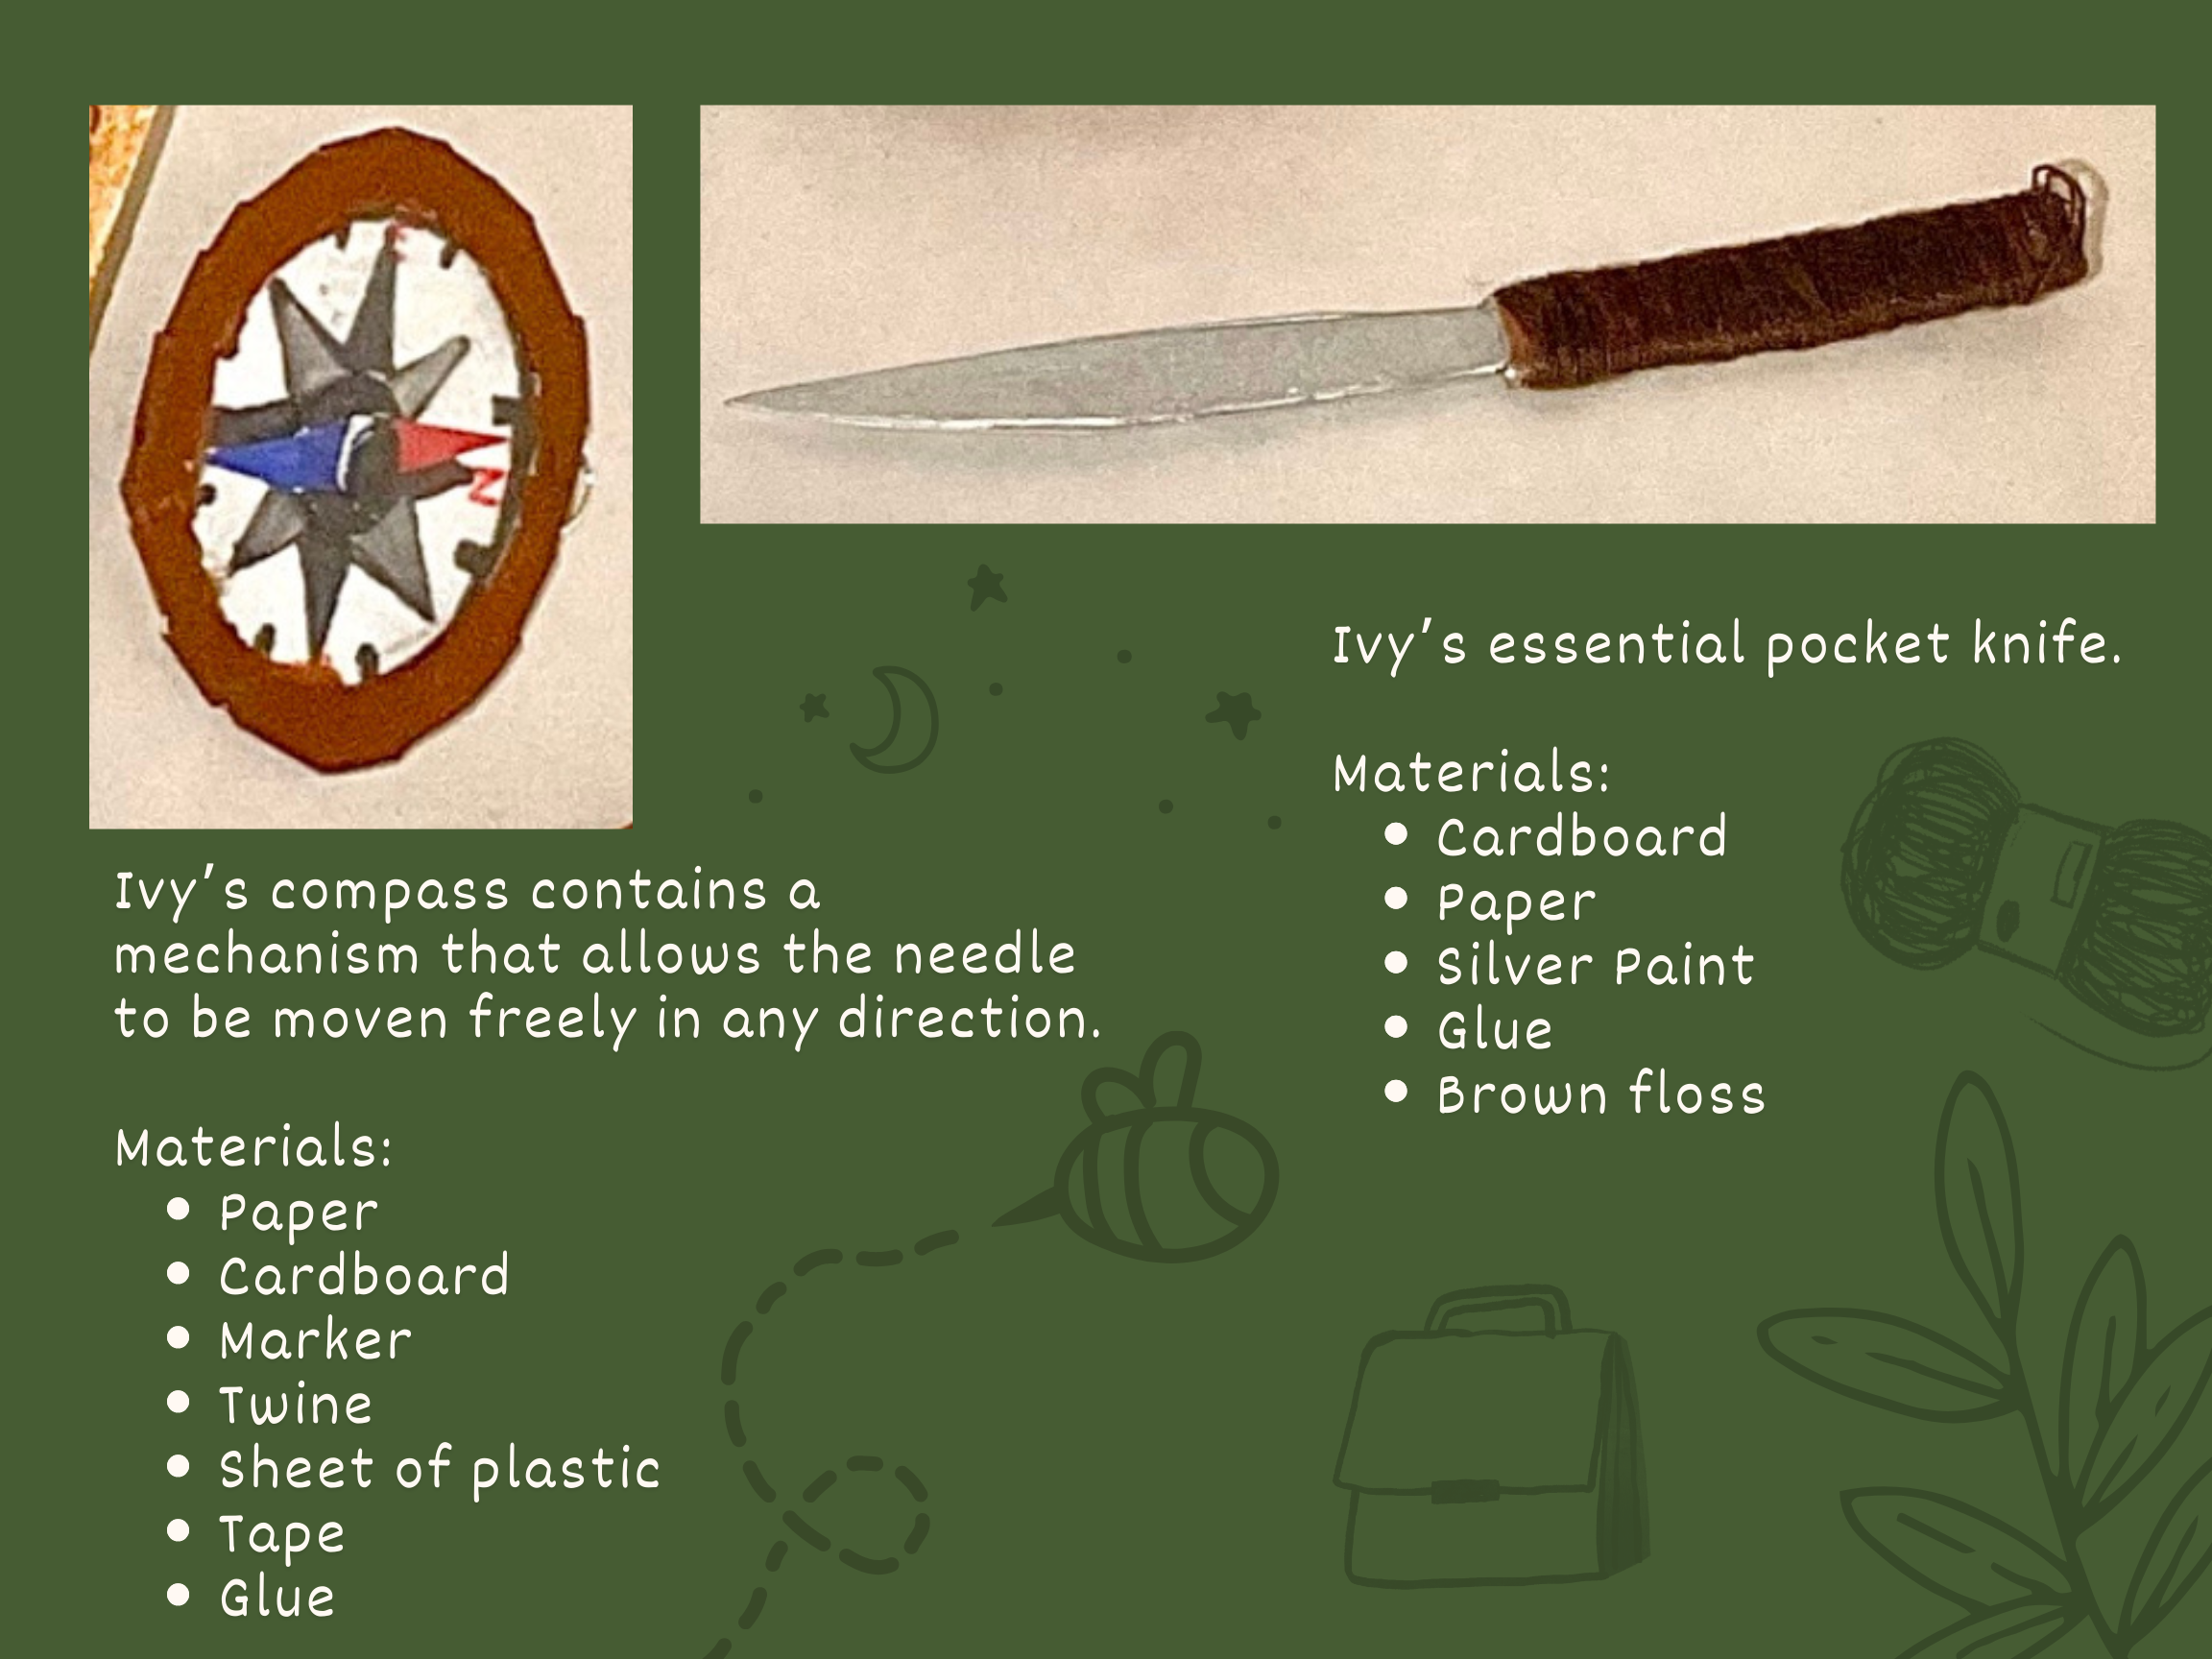 E
N
Ivy's compass contains a
mechanism that allows the needle
to be moven freely in any direction.
Materials:
Paper
Cardboard
Marker
Twine
Sheet of plastic
Tape
Glue
Ivy's essential pocket knife.
Materials:
Cardboard
Paper
Silver Paint
Glue
Brown floss